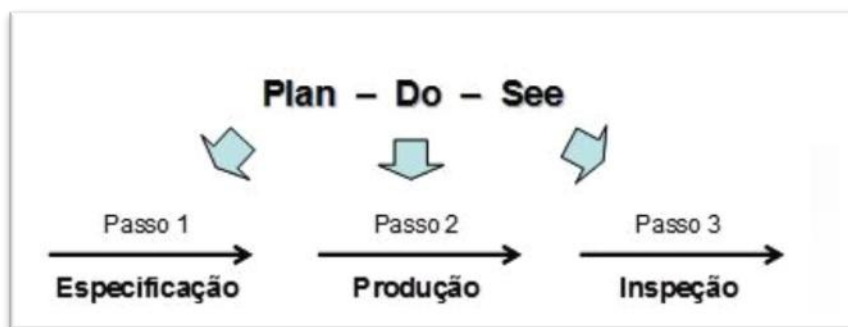 Plan – Do – See
Passo 1 Passo 2 Passo 3
Especificação Produção Inspeção